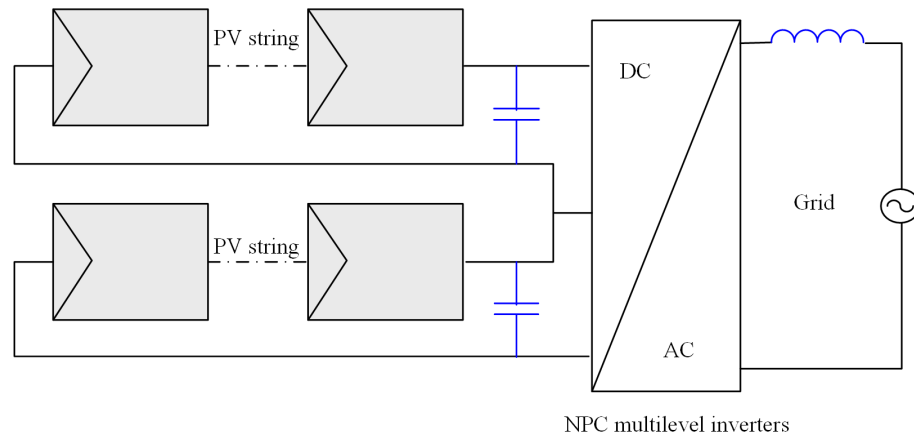 PV string
DC
PV string
Grid
AC
NPC multilevel inverters